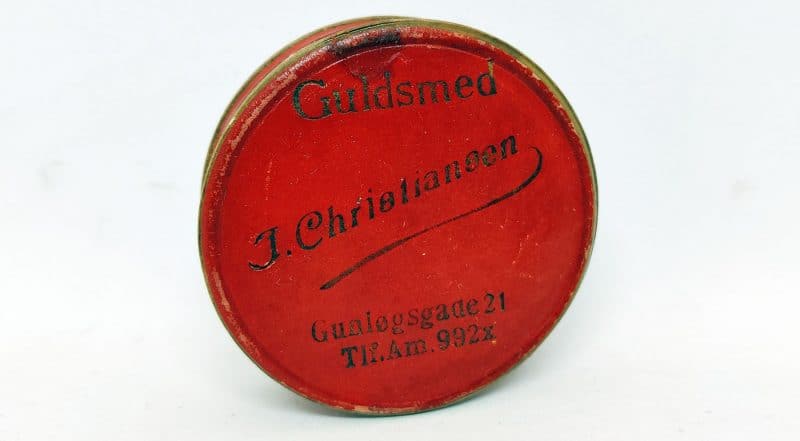 Guldsmed
J. Christiansen
Gunløgsgade 21
Tlf. Am. 992x